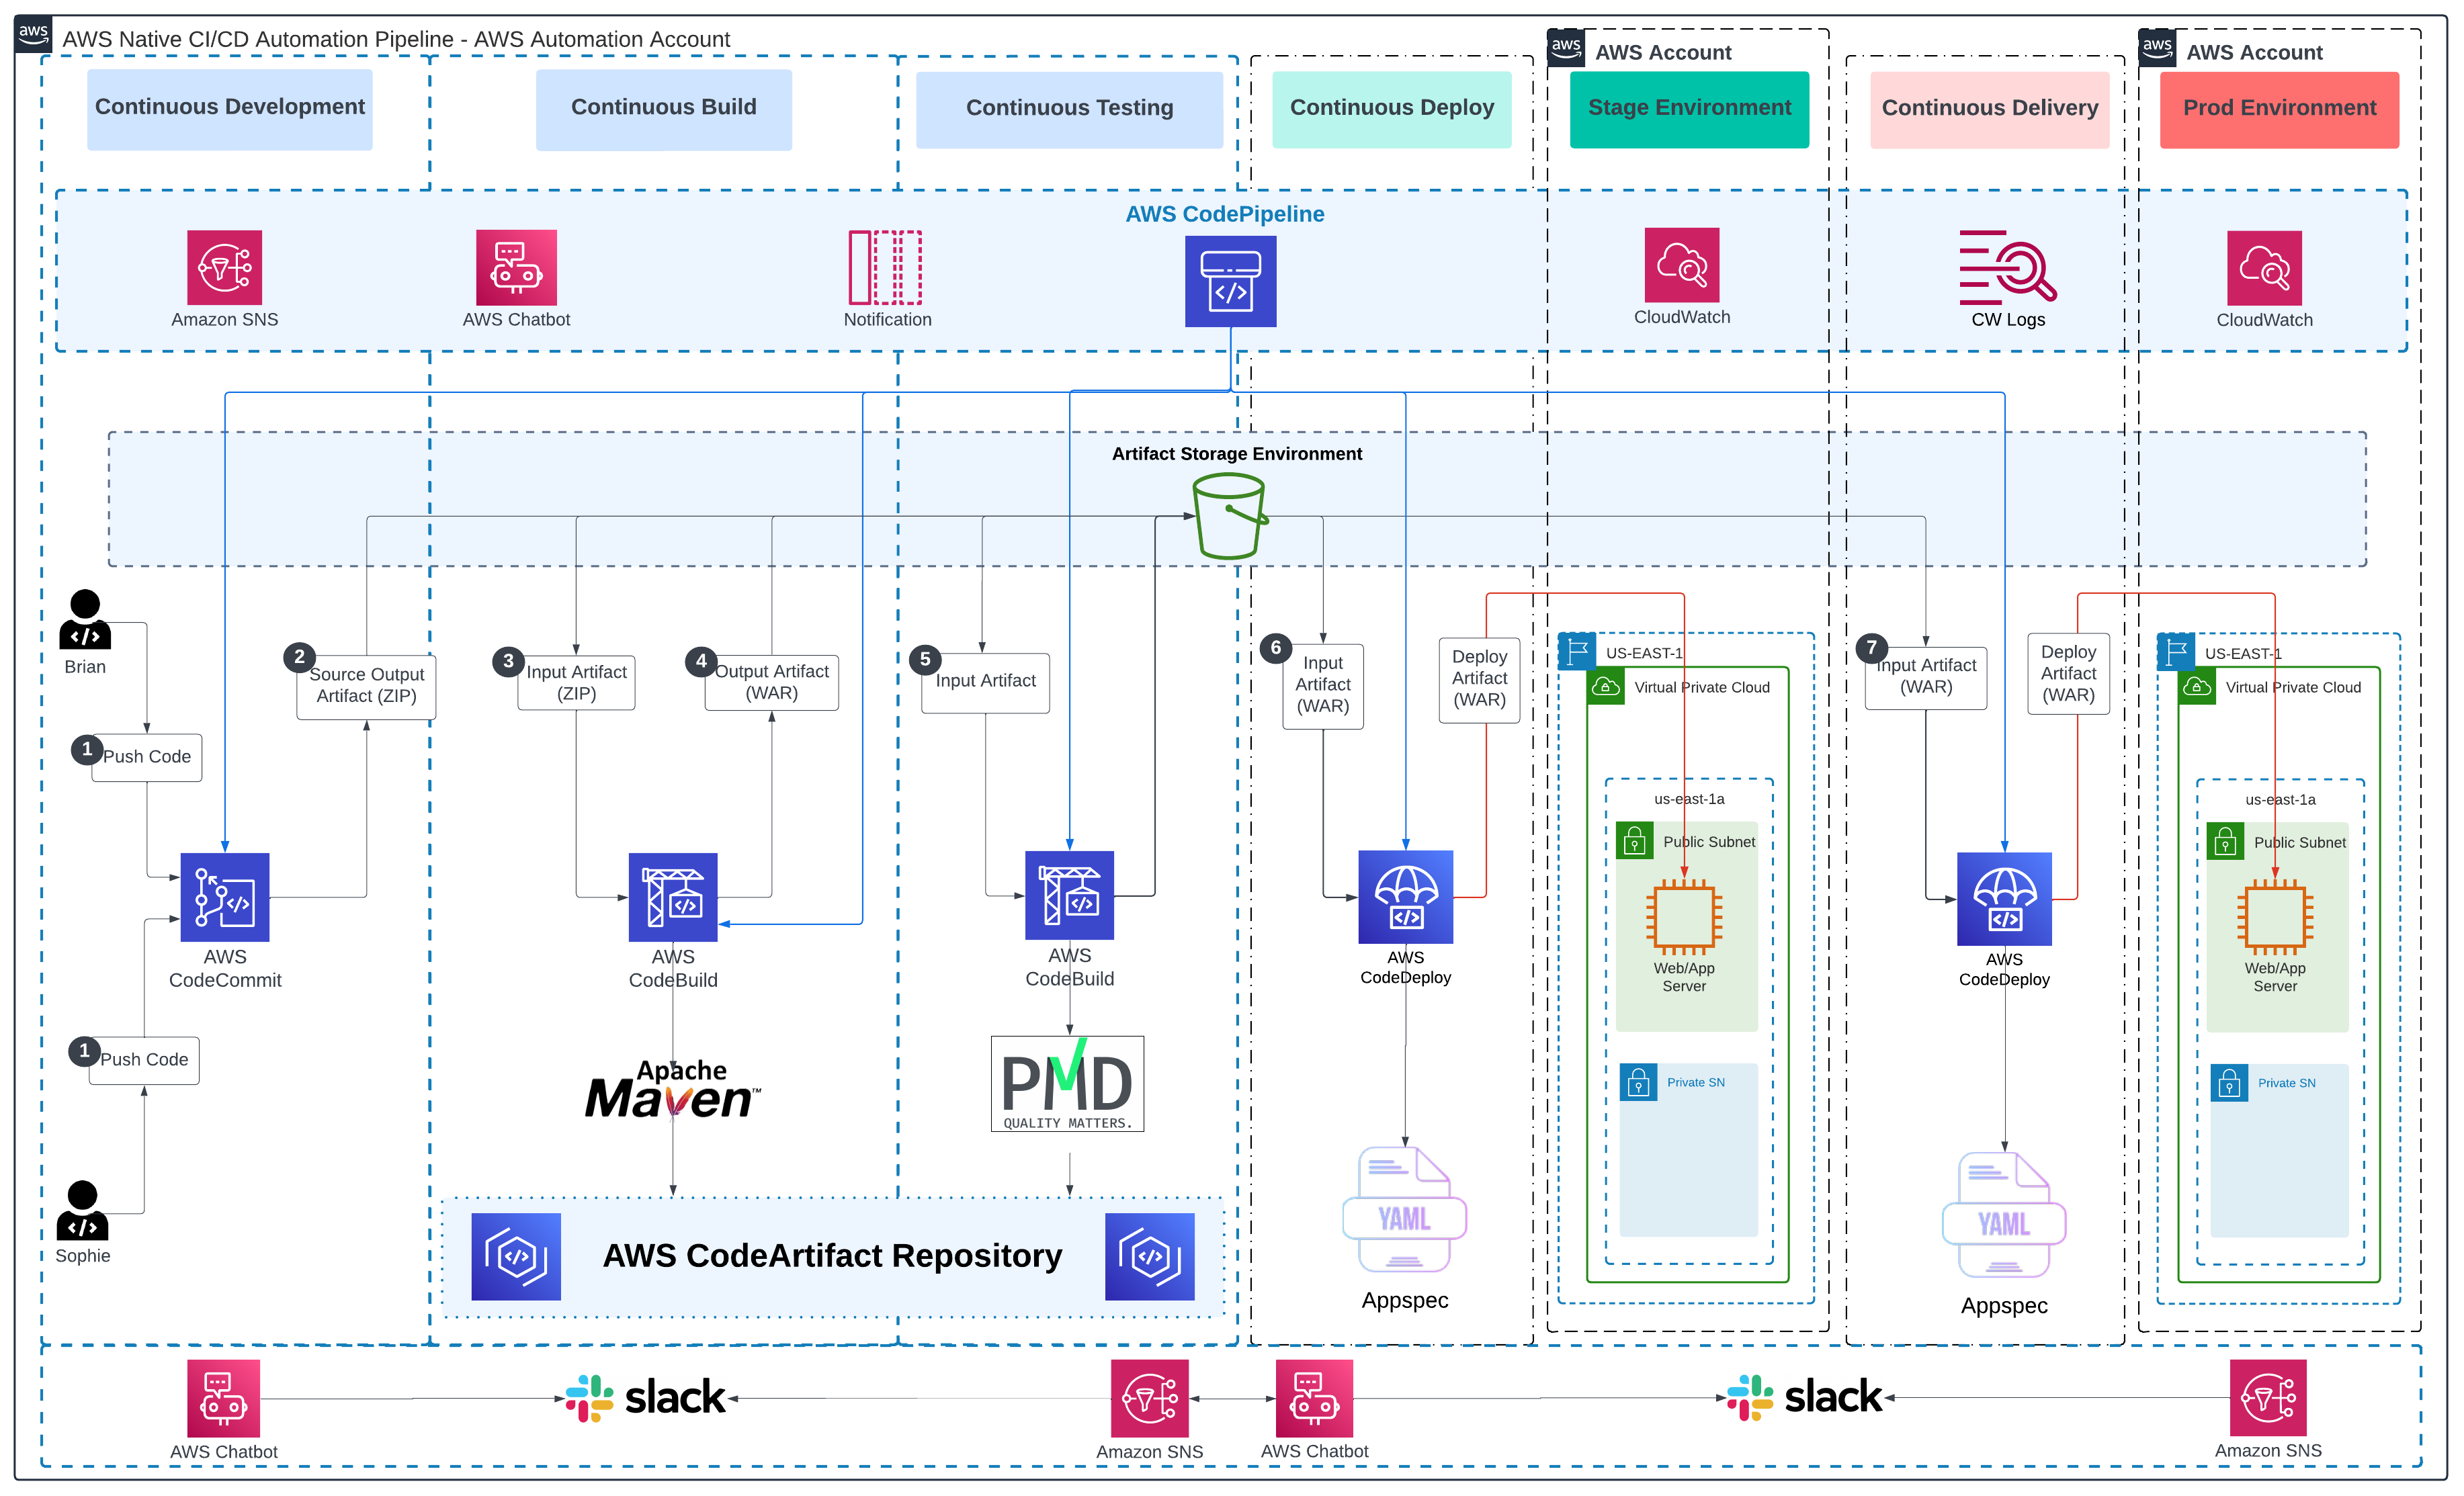 aws
AWS Native CI/CD Automation Pipeline - AWS Automation Account
aws
AWS Account
aws
AWS Account
Continuous Development
Continuous Build
Continuous Testing
Continuous Deploy
Stage Environment
Continuous Delivery
Prod Environment
AWS CodePipeline
Amazon SNS
AWS Chatbot
Notification
CloudWatch
CW Logs
CloudWatch
Artifact Storage Environment
Brian
1
Push Code
2
Source Output
Artifact (ZIP)
AWS
CodeCommit
1
Push Code
Sophie
3
Input Artifact
(ZIP)
4
Output Artifact
(WAR)
AWS
CodeBuild
Apache
Maven™
5
Input Artifact
AWS
CodeBuild
PMD
QUALITY MATTERS.
AWS CodeArtifact Repository
6
Input
Artifact
(WAR)
Deploy
Artifact
(WAR)
AWS
CodeDeploy
YAML
Appspec
US-EAST-1
Virtual Private Cloud
us-east-1a
Public Subnet
Web/App
Server
Private SN
7
Input Artifact
(WAR)
Deploy
Artifact
(WAR)
AWS
CodeDeploy
YAML
Appspec
US-EAST-1
Virtual Private Cloud
us-east-1a
Public Subnet
Web/App
Server
Private SN
AWS Chatbot
slack
Amazon SNS
AWS Chatbot
slack
Amazon SNS